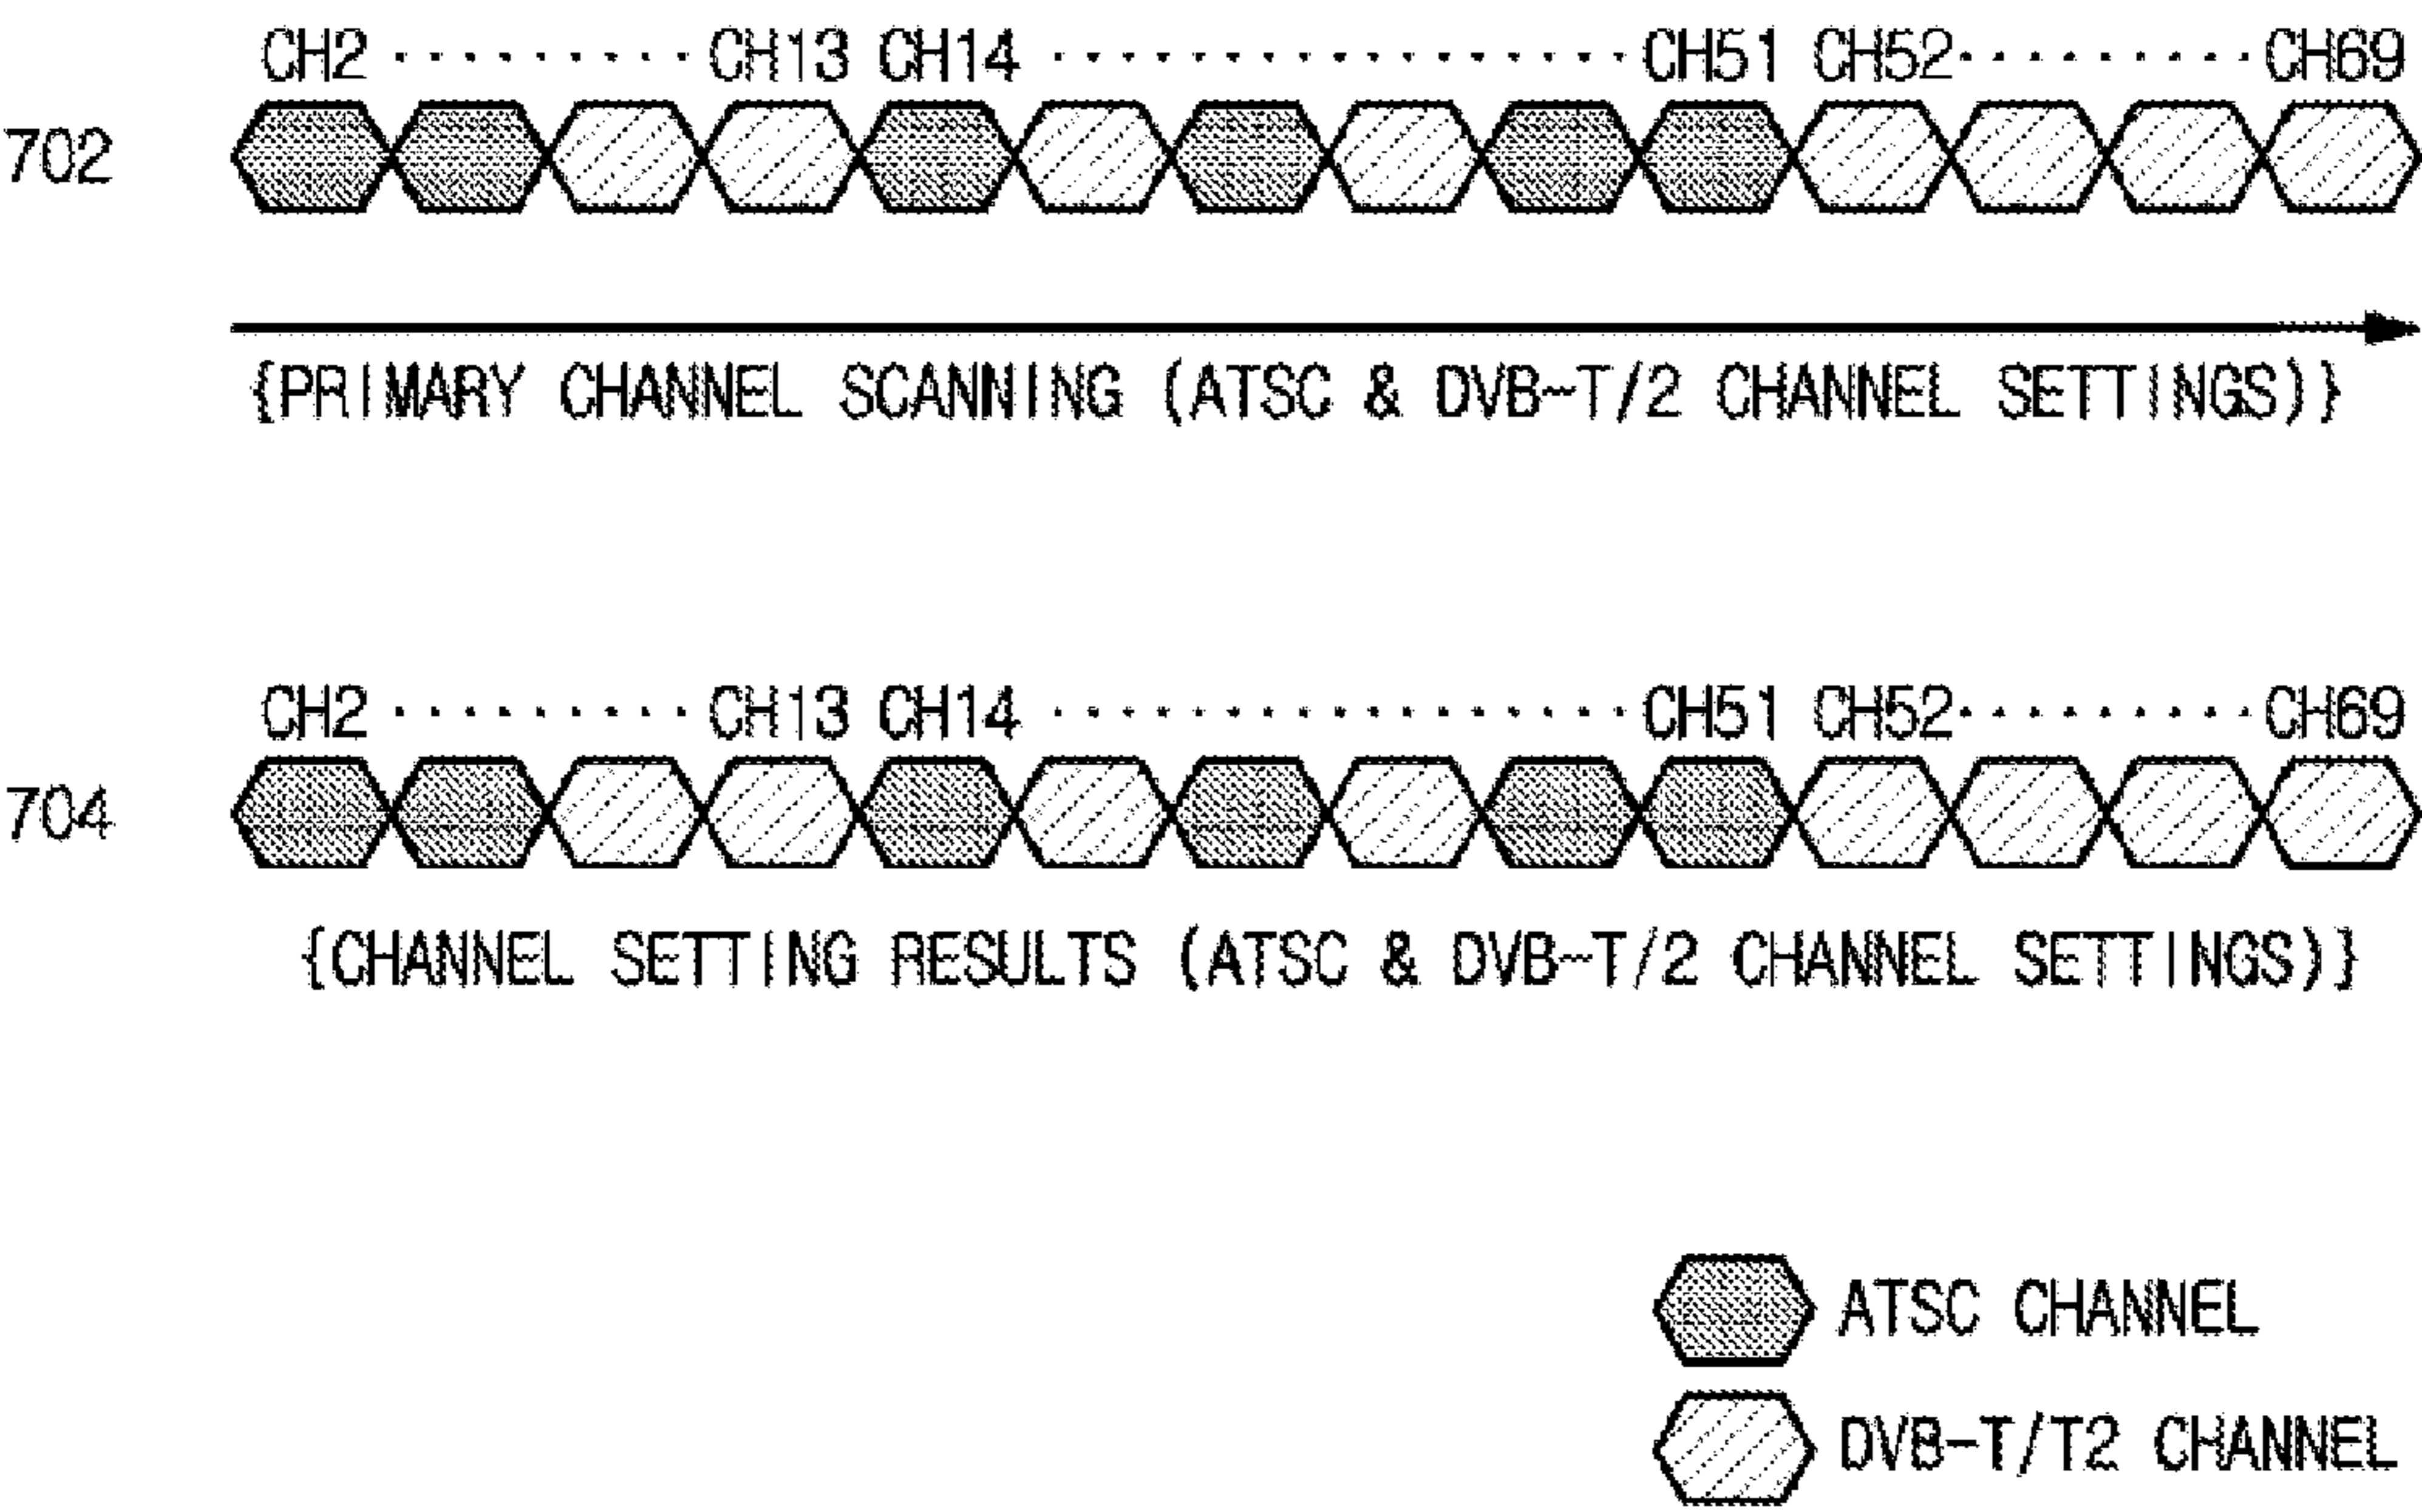 CH2 ········· CH13 CH14 ················· CH51 CH52 ········· CH69
702
{PRIMARY CHANNEL SCANNING (ATSC & DVB-T/2 CHANNEL SETTINGS)}
CH2 ········· CH13 CH14 ················· CH51 CH52 ········· CH69
704
{CHANNEL SETTING RESULTS (ATSC & DVB-T/2 CHANNEL SETTINGS)}
ATSC CHANNEL
DVB-T/T2 CHANNEL